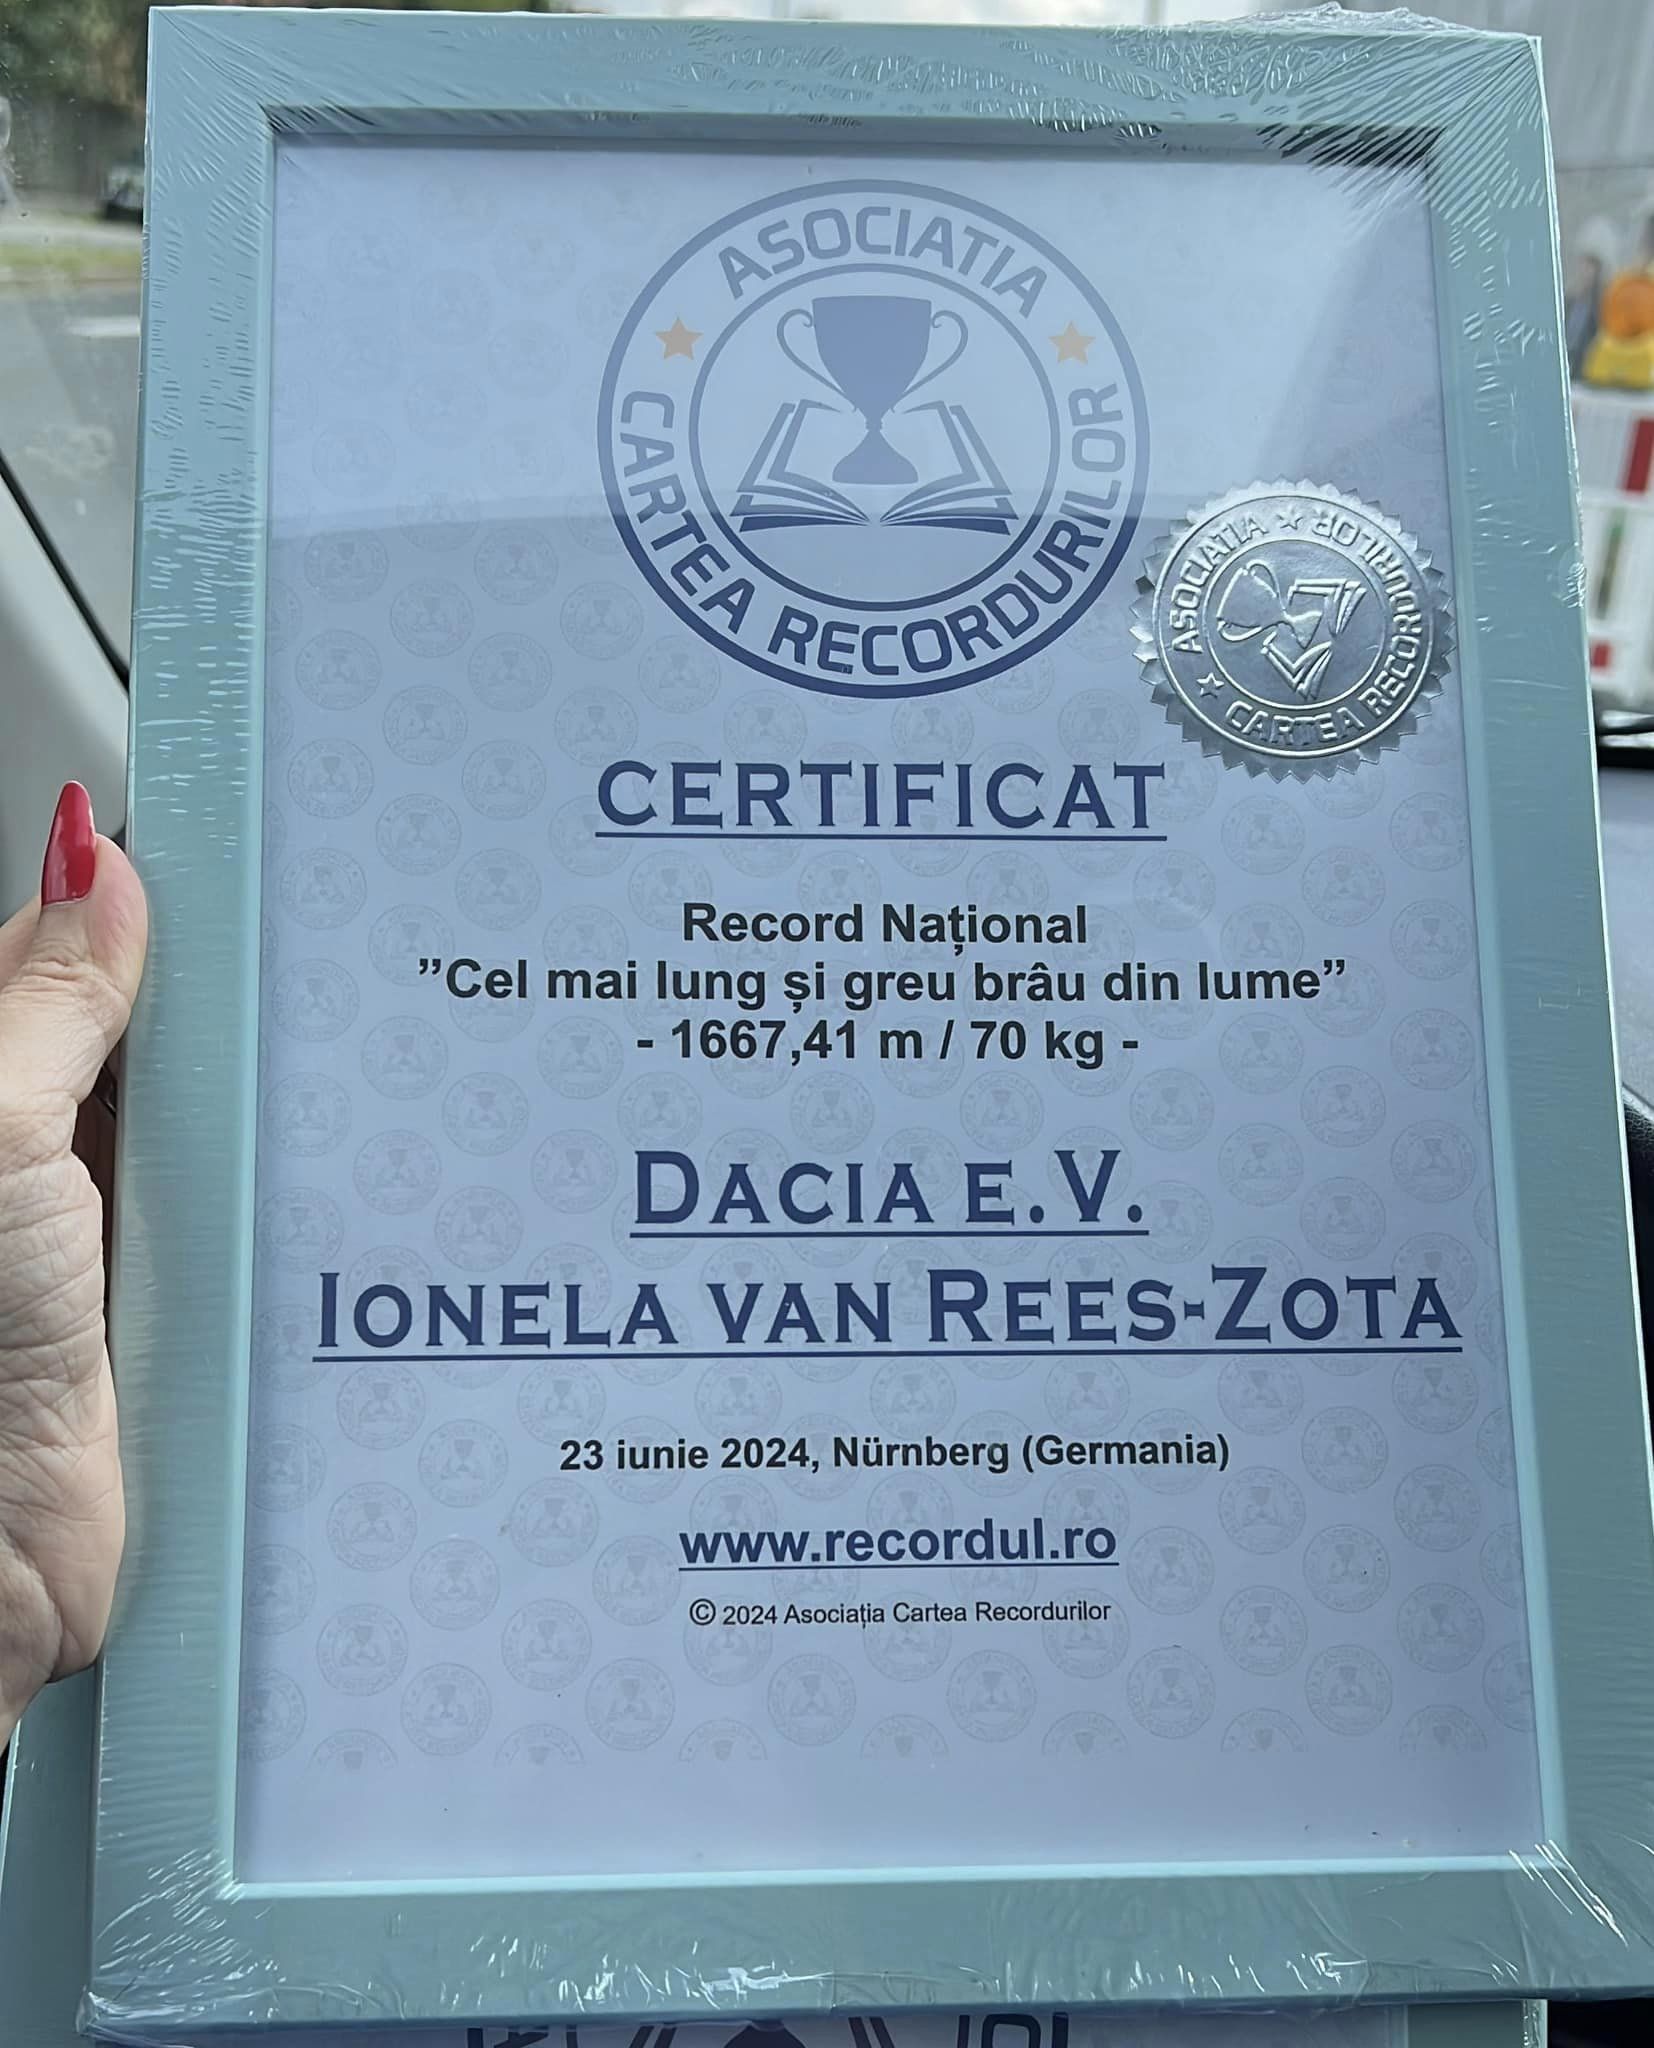 ASOCIATIA
CARTEA RECORDURILOR
ASOCIATIA
CARTEA RECORDURILOR
CERTIFICAT
Record Național
”Cel mai lung și greu brâu din lume”
- 1667,41 m / 70 kg -
DACIA E.V.
IONELA VAN REES-ZOTA
23 iunie 2024, Nürnberg (Germania)
www.recordul.ro
© 2024 Asociația Cartea Recordurilor